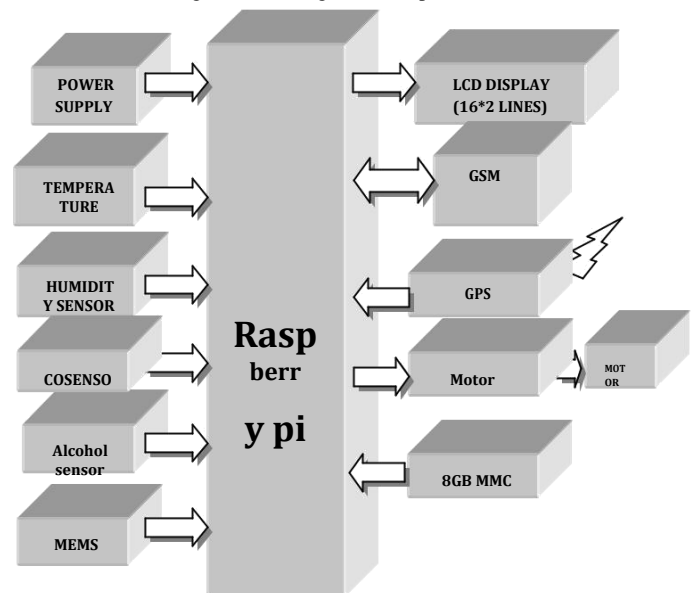 POWER
SUPPLY
TEMPERA
TURE
HUMIDIT
Y SENSOR
COSENSO
Alcohol
sensor
MEMS
Rasp
berr
y pi
LCD DISPLAY
(16*2 LINES)
GSM
GPS
Motor
MOT
OR
8GB MMC